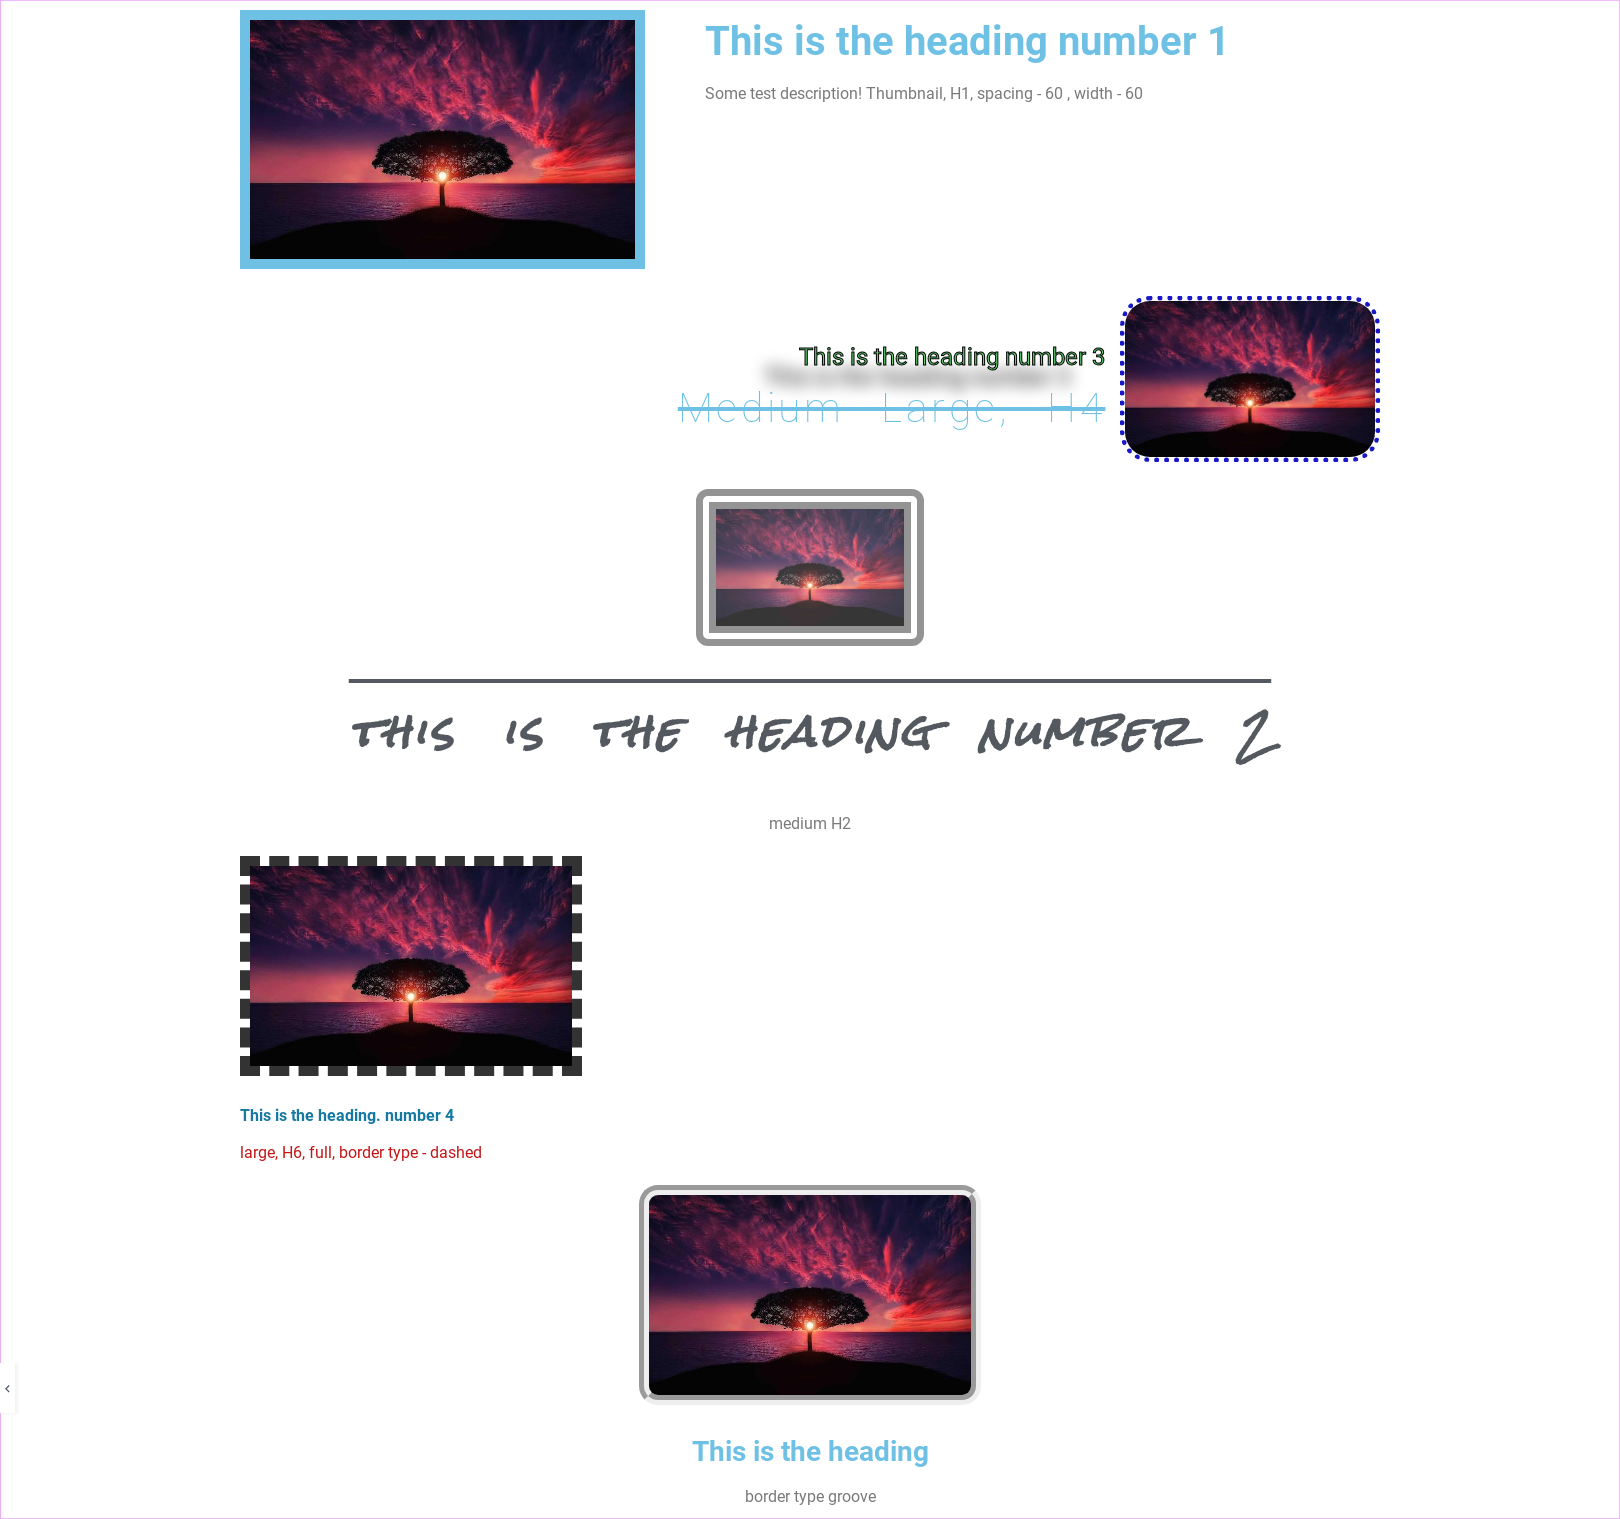 This is the heading number 1
Some test description! Thumbnail, H1, spacing - 60 , width - 60
This is the heading number 3
Medium Large, H4
THIS IS THE HEADING NUMBER 2
medium H2
This is the heading. number 4
large, H6, full, border type - dashed
This is the heading
border type groove